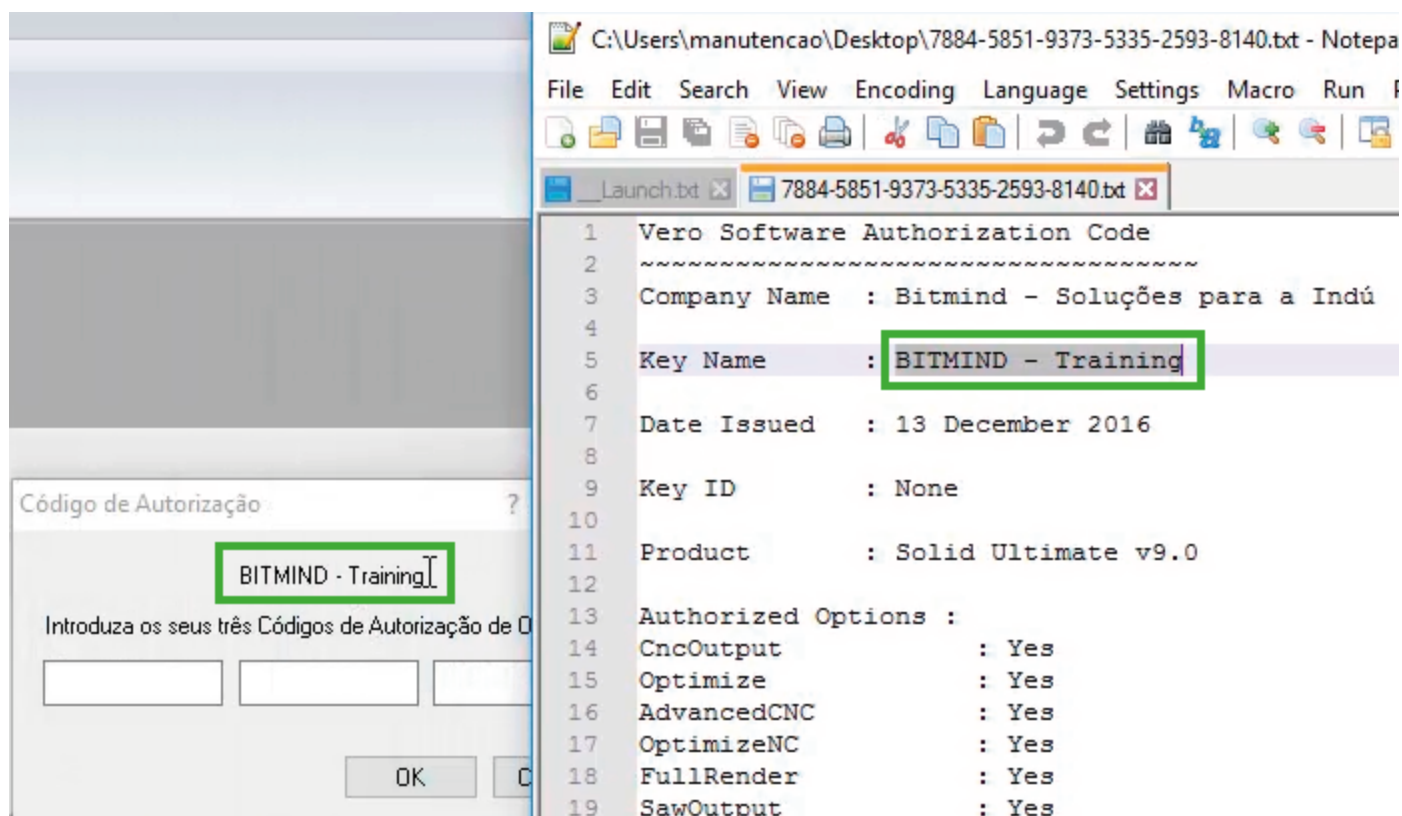 C:\Users\manutencao\Desktop\7884-5851-9373-5335-2593-8140.txt - Notepa
File Edit Search View Encoding Language Settings Macro Run
__Launch.txt 7884-5851-9373-5335-2593-8140.txt
1 Vero Software Authorization Code
2 ~~~~~~~~~~~~~~~~~~~~~~~~~~~~~~~~~~~
3 Company Name : Bitmind - Soluções para a Indú
4
5 Key Name : BITMIND - Training
6
7 Date Issued : 13 December 2016
8
9 Key ID : None
10
11 Product : Solid Ultimate v9.0
12
13 Authorized Options :
14 CncOutput : Yes
15 Optimize : Yes
16 AdvancedCNC : Yes
17 OptimizeNC : Yes
18 FullRender : Yes
19 SawOutput : Yes
Código de Autorização ?
BITMIND - Training
Introduza os seus três Códigos de Autorização de O
OK C